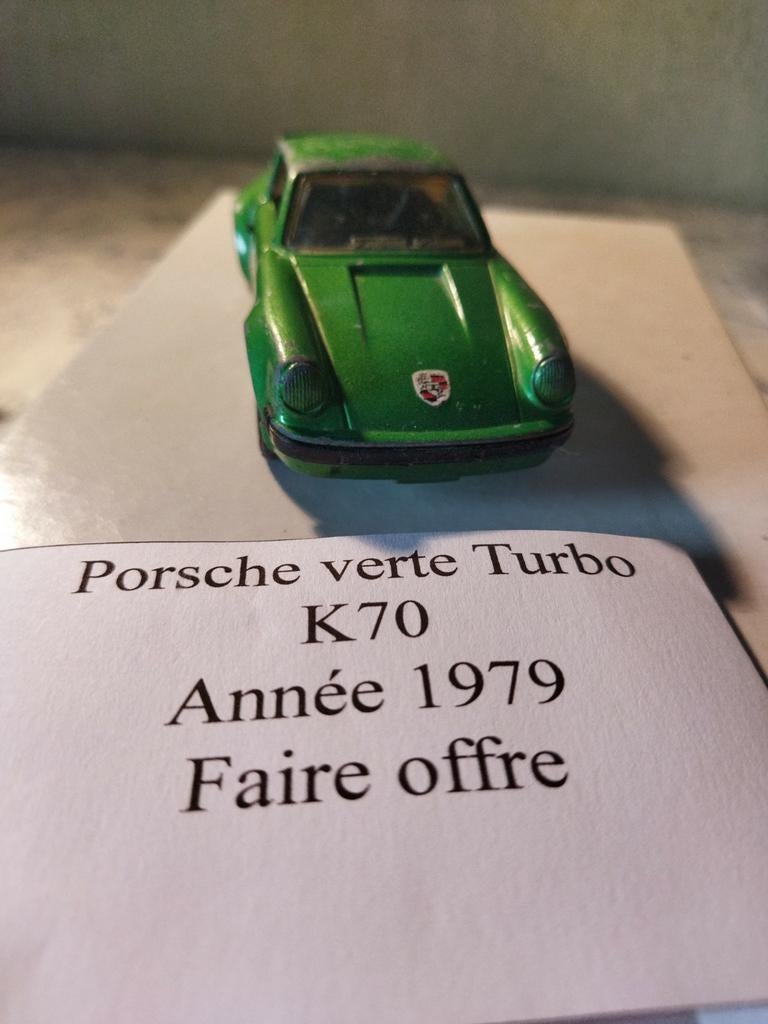 Porsche verte Turbo
K70
Année 1979
Faire offre